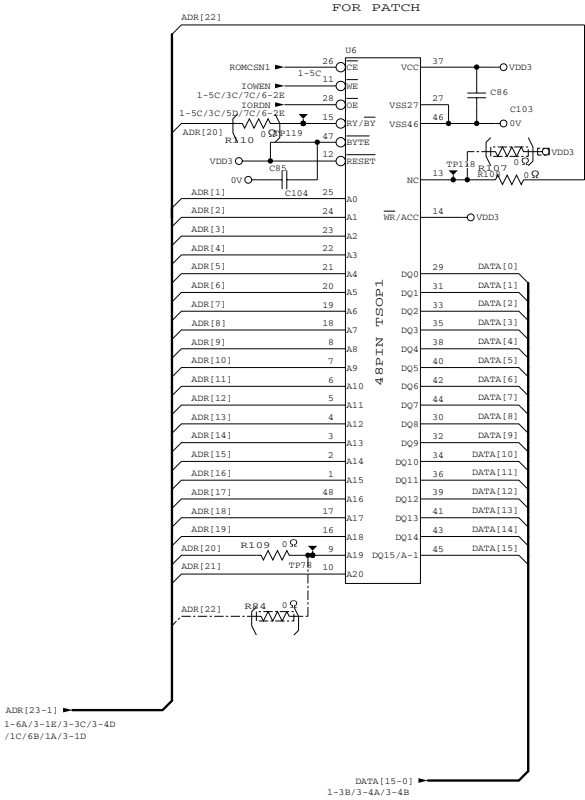 FOR PATCH
ADR[22]
U6
ROMCSN1 26 CE VCC 37 VDD3
1-5C
IOWEN 11 WE C86
1-5C/3C/7C/6-2E
IORDN 28 OE VSS27 27 C103
1-5C/3C/5D/7C/6-2E
ADR[20] R110 0Ω TP119 15 RY/BY VSS46 46 0V
47 BYTE
VDD3 12 RESET TP118 R107 0Ω VDD3
C85
0V C104 NC 13 R108 0Ω
ADR[1] 25 A0
ADR[2] 24 A1 WR/ACC 14 VDD3
ADR[3] 23 A2
ADR[4] 22 A3
ADR[5] 21 A4 DQ0 29 DATA[0]
ADR[6] 20 A5 DQ1 31 DATA[1]
ADR[7] 19 A6 DQ2 33 DATA[2]
ADR[8] 18 A7 DQ3 35 DATA[3]
ADR[9] 8 A8 DQ4 38 DATA[4]
ADR[10] 7 A9 DQ5 40 DATA[5]
ADR[11] 6 A10 DQ6 42 DATA[6]
ADR[12] 5 A11 DQ7 44 DATA[7]
ADR[13] 4 A12 DQ8 30 DATA[8]
ADR[14] 3 A13 DQ9 32 DATA[9]
ADR[15] 2 A14 DQ10 34 DATA[10]
ADR[16] 1 A15 DQ11 36 DATA[11]
ADR[17] 48 A16 DQ12 39 DATA[12]
ADR[18] 17 A17 DQ13 41 DATA[13]
ADR[19] 16 A18 DQ14 43 DATA[14]
ADR[20] R109 0Ω 9 A19 DQ15/A-1 45 DATA[15]
TP78
ADR[21] 10 A20
48PIN TSOP1
ADR[22] R84 0Ω
ADR[23-1]
1-6A/3-1E/3-3C/3-4D
/1C/6B/1A/3-1D
DATA[15-0]
1-3B/3-4A/3-4B